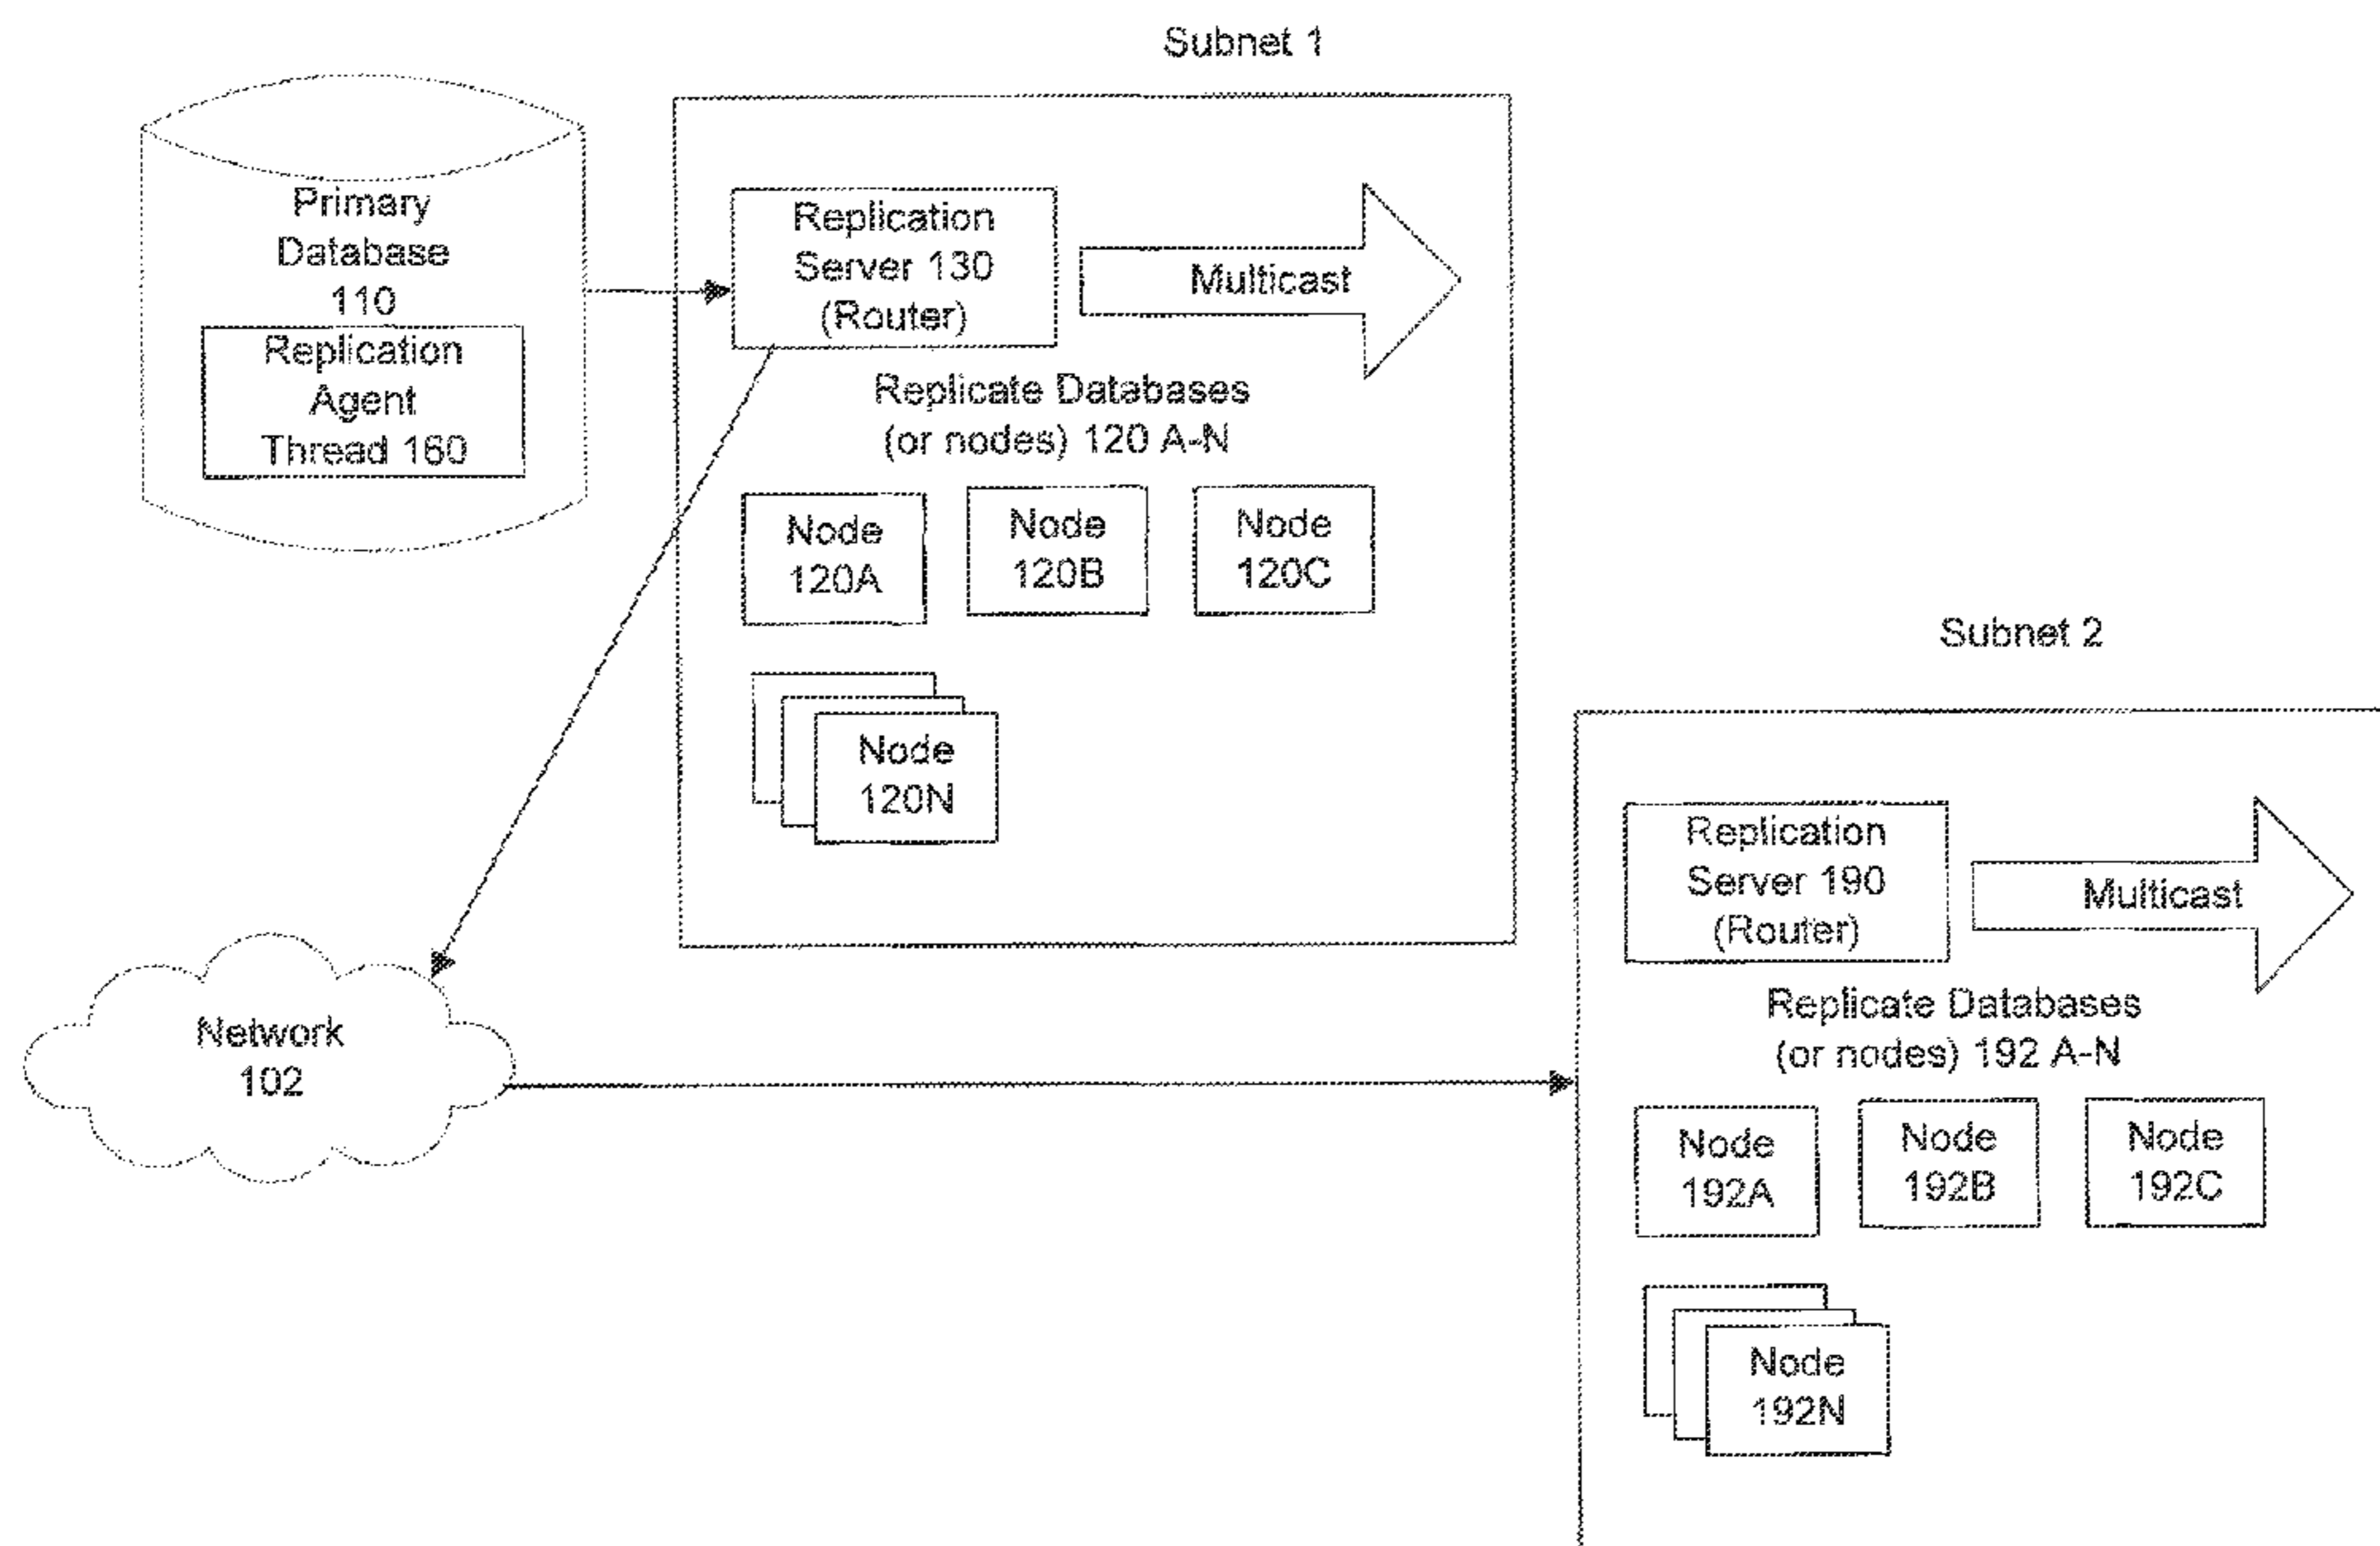 Subnet 1
Primary
Database
110
Replication
Agent
Thread 160
Replication
Server 130
(Router)
Multicast
Replicate Databases
(or nodes) 120 A-N
Node
120A
Node
120B
Node
120C
Node
120N
Network
102
Subnet 2
Replication
Server 190
(Router)
Multicast
Replicate Databases
(or nodes) 192 A-N
Node
192A
Node
192B
Node
192C
Node
192N